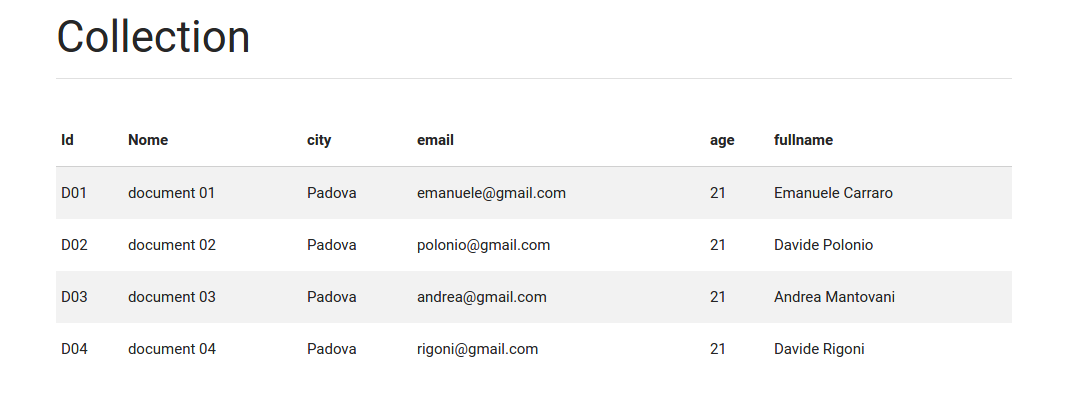 Collection
Id Nome city email age fullname
D01 document 01 Padova emanuele@gmail.com 21 Emanuele Carraro
D02 document 02 Padova polonio@gmail.com 21 Davide Polonio
D03 document 03 Padova andrea@gmail.com 21 Andrea Mantovani
D04 document 04 Padova rigoni@gmail.com 21 Davide Rigoni